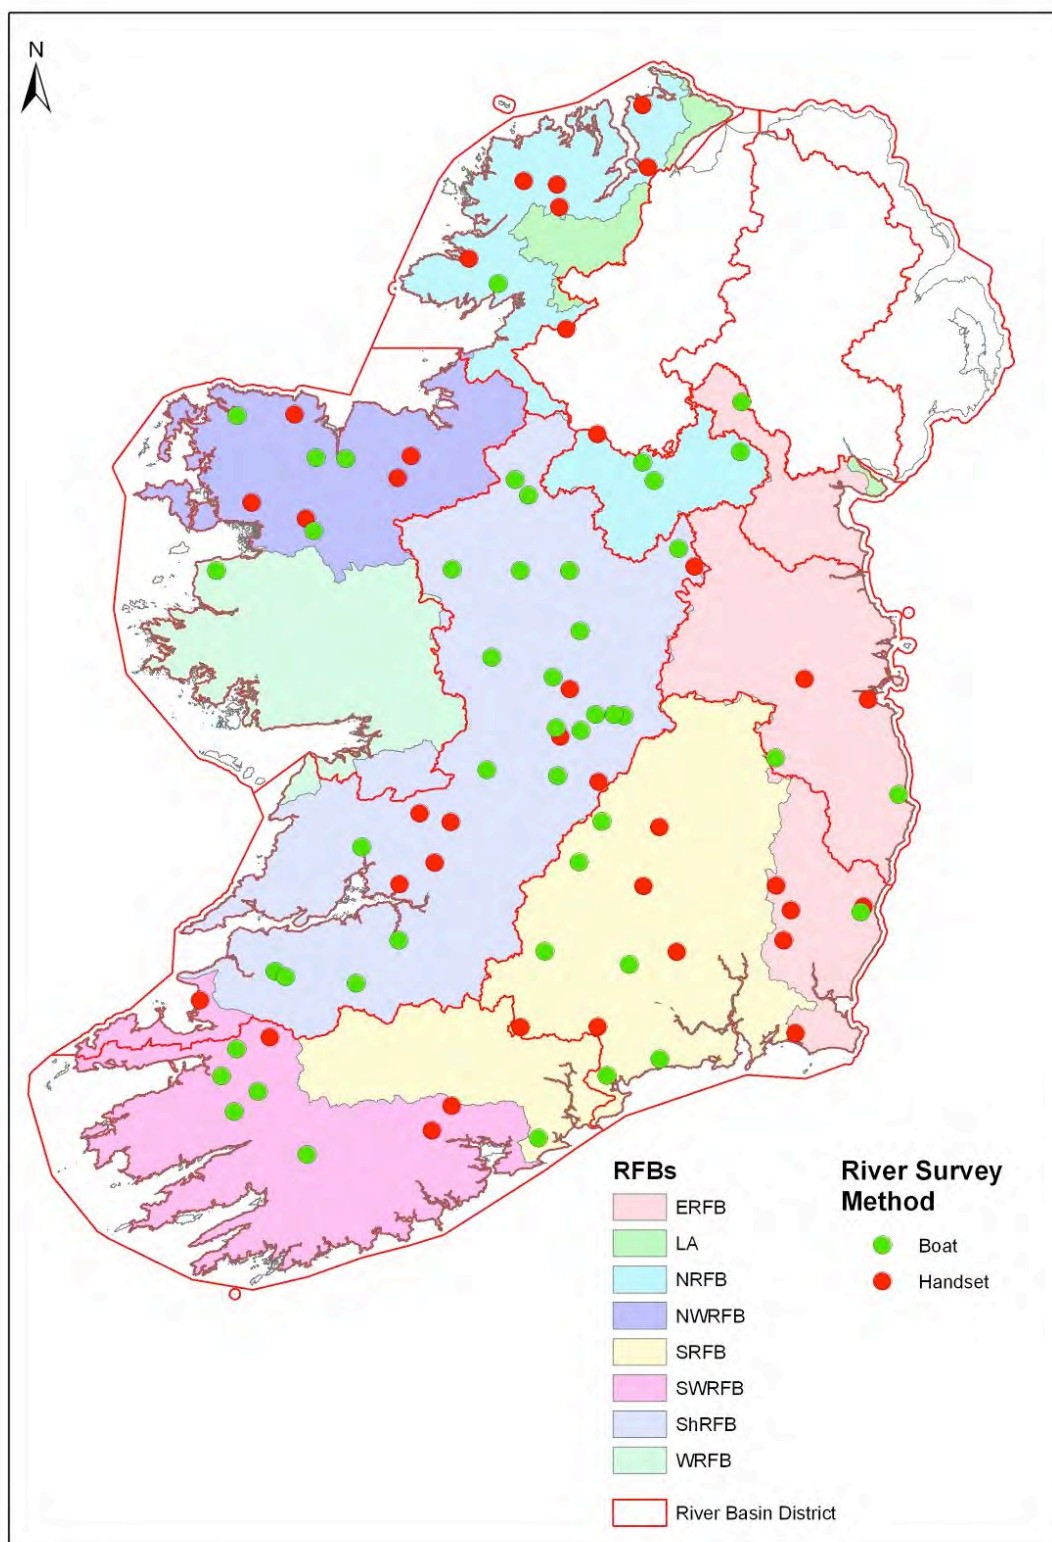 N
RFBs
ERFB
LA
NRFB
NWRFB
SRFB
SWRFB
ShRFB
WRFB
River Basin District
River Survey
Method
Boat
Handset